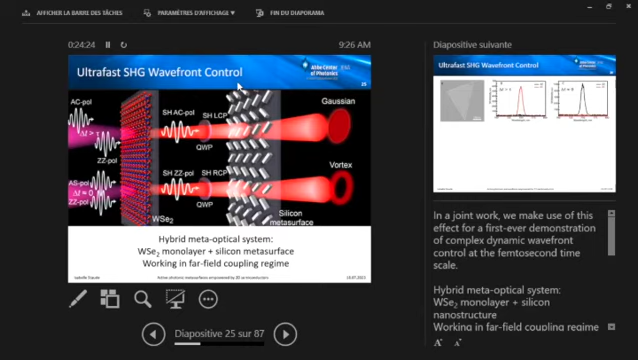 AFFICHER LA BARRE DES TÂCHES
PARAMÈTRES D'AFFICHAGE
FIN DU DIAPORAMA
0:24:24
9:26 AM
Ultrafast SHG Wavefront Control
Abbe Center
of Photonics
25
AC-pol
Δt >
ZZ-pol
AS-pol
Δt = 0
ZZ-pol
WSe2
SH AC-pol
SH LCP
QWP
SH ZZ-pol
SH RCP
QWP
Gaussian
Vortex
Silicon
metasurface
Hybrid meta-optical system:
WSe2 monolayer + silicon metasurface
Working in far-field coupling regime
Diapositive 25 sur 87
Diapositive suivante
Ultrafast SHG Wavefront Control
In a joint work, we make use of this
effect for a first-ever demonstration
of complex dynamic wavefront
control at the femtosecond time
scale.
Hybrid meta-optical system:
WSe2 monolayer + silicon
nanostructure
Working in far-field coupling regime